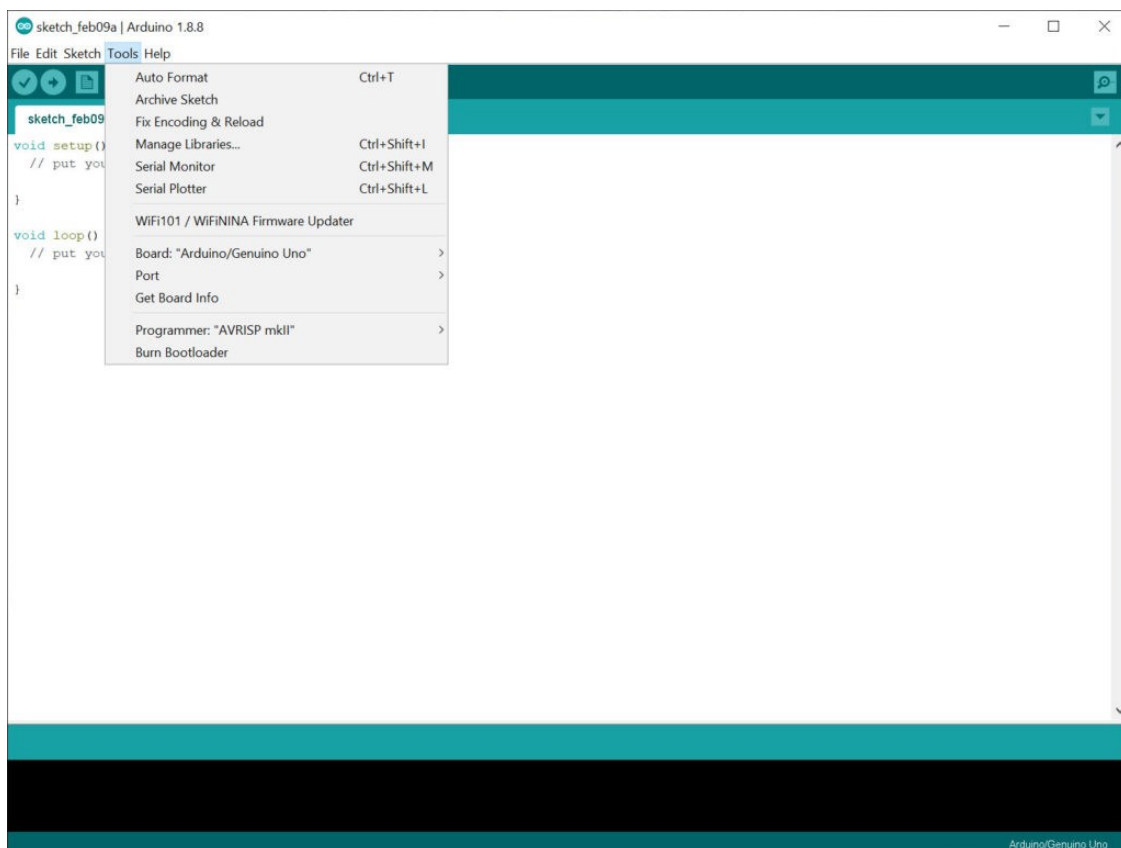 sketch_feb09a | Arduino 1.8.8
File Edit Sketch Tools Help
sketch_feb09
Auto Format Ctrl+T
Archive Sketch
Fix Encoding & Reload
Manage Libraries... Ctrl+Shift+I
Serial Monitor Ctrl+Shift+M
Serial Plotter Ctrl+Shift+L
WiFi101 / WiFiNINA Firmware Updater
Board: "Arduino/Genuino Uno"
Port
Get Board Info
Programmer: "AVRISP mkII"
Burn Bootloader
void setup()
// put you
}
void loop()
// put you
}
Arduino/Genuino Uno